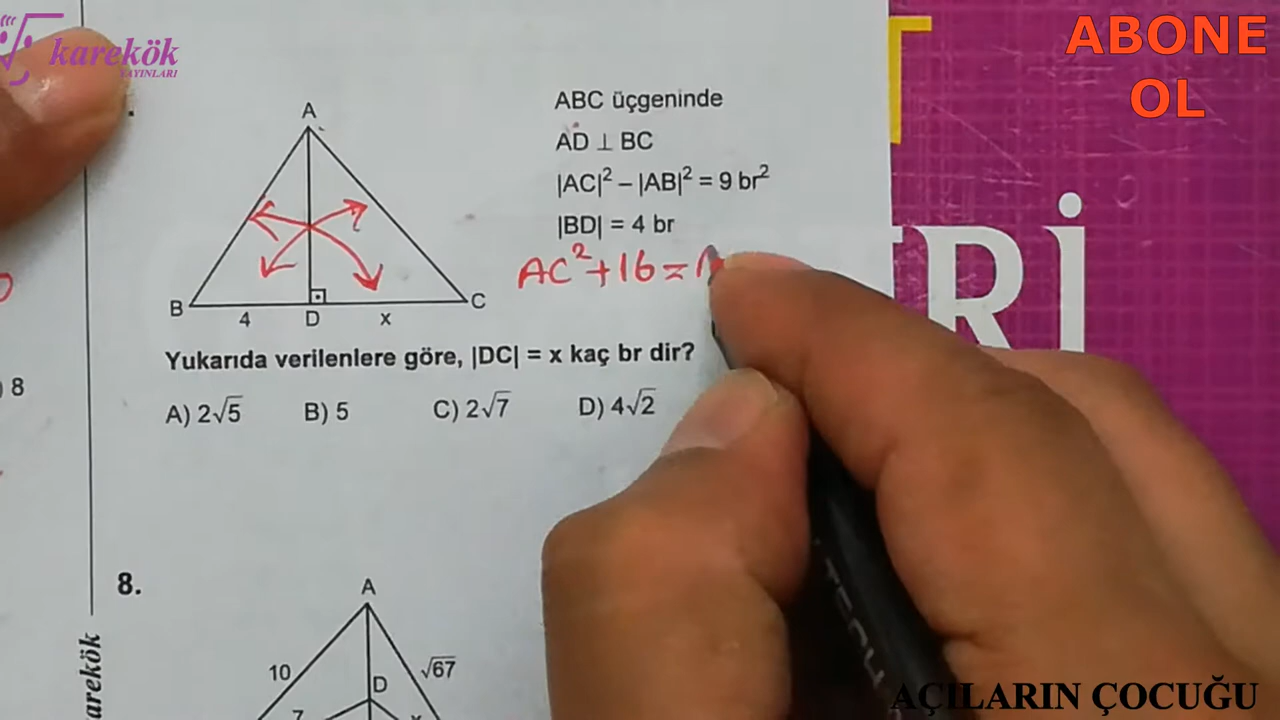 karekök
YAYINLARI
ABONE
OL
A
B
4
D
x
C
ABC üçgeninde
AD ⊥ BC
|AC|² – |AB|² = 9 br²
|BD| = 4 br
AC² + 16 =
Yukarıda verilenlere göre, |DC| = x kaç br dir?
A) 2√5 B) 5 C) 2√7 D) 4√2
) 8
8.
A
10
√67
D
7
x
arekök
Rİ
AÇILARIN ÇOCUĞU